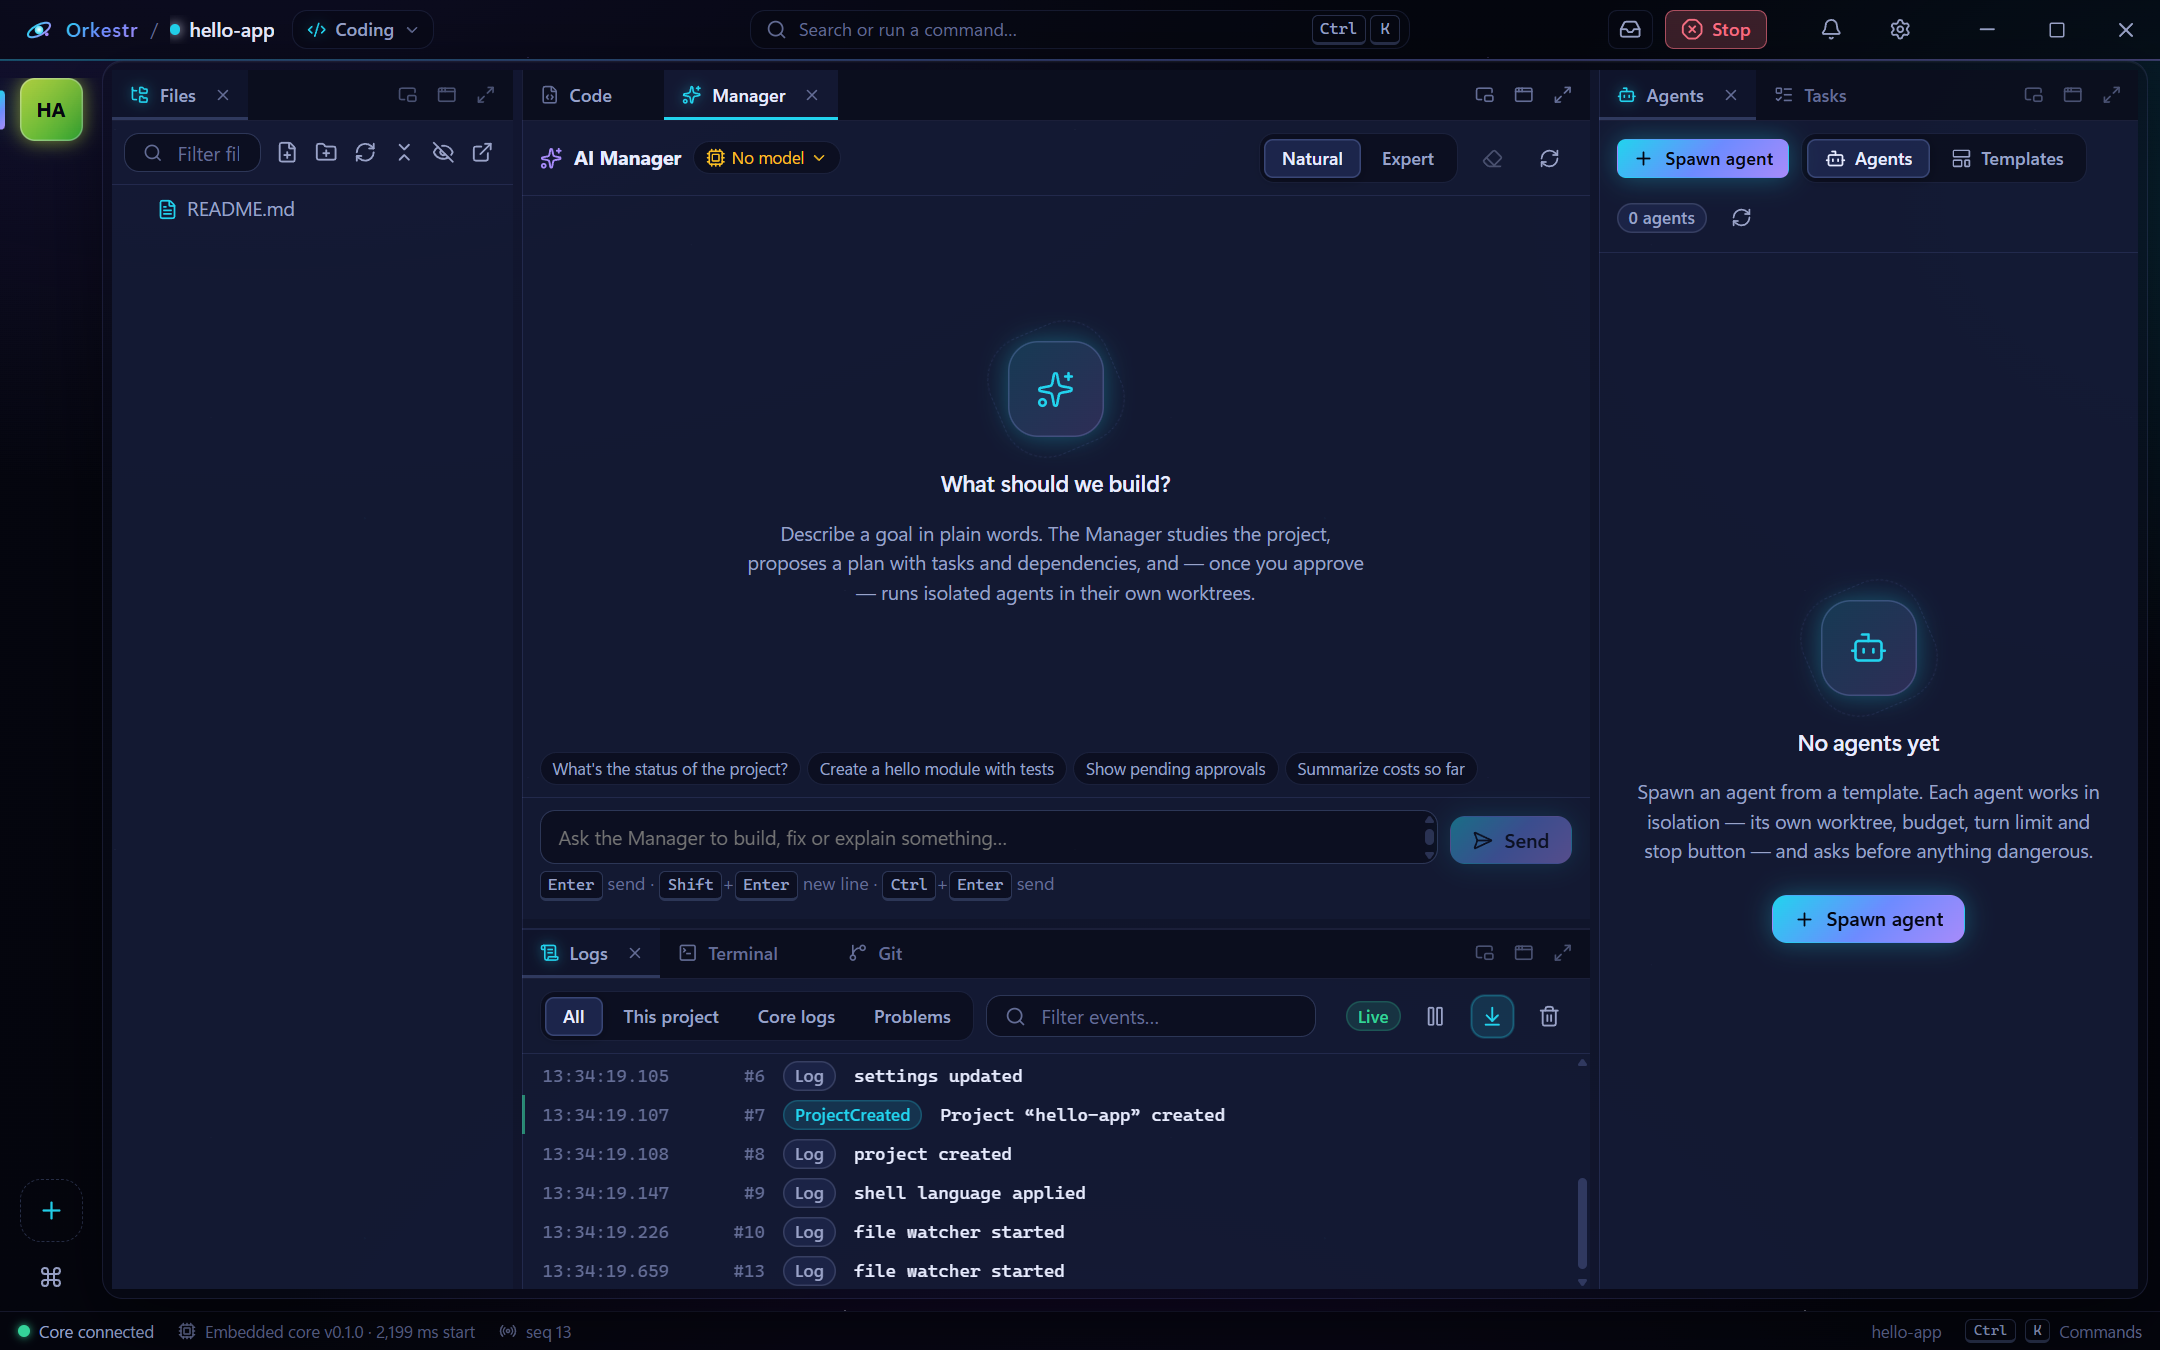 Orkestr / hello-app
Coding
Search or run a command...
Ctrl K
Stop
HA
Files
Filter fil
README.md
Code
Manager
AI Manager
No model
Natural
Expert
What should we build?
Describe a goal in plain words. The Manager studies the project,
proposes a plan with tasks and dependencies, and — once you approve
— runs isolated agents in their own worktrees.
What's the status of the project?
Create a hello module with tests
Show pending approvals
Summarize costs so far
Ask the Manager to build, fix or explain something...
Send
Enter send · Shift + Enter new line · Ctrl + Enter send
Logs
Terminal
Git
All
This project
Core logs
Problems
Filter events...
Live
13:34:19.105 #6 Log settings updated
13:34:19.107 #7 ProjectCreated Project “hello-app” created
13:34:19.108 #8 Log project created
13:34:19.147 #9 Log shell language applied
13:34:19.226 #10 Log file watcher started
13:34:19.659 #13 Log file watcher started
Agents
Tasks
Spawn agent
Agents
Templates
0 agents
No agents yet
Spawn an agent from a template. Each agent works in
isolation — its own worktree, budget, turn limit and
stop button — and asks before anything dangerous.
Spawn agent
Core connected
Embedded core v0.1.0 · 2,199 ms start
seq 13
hello-app
Ctrl K Commands